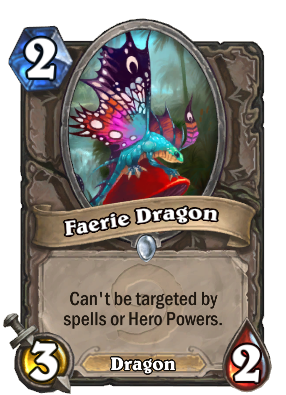 2
Faerie Dragon
Can't be targeted by
spells or Hero Powers.
3
Dragon
2